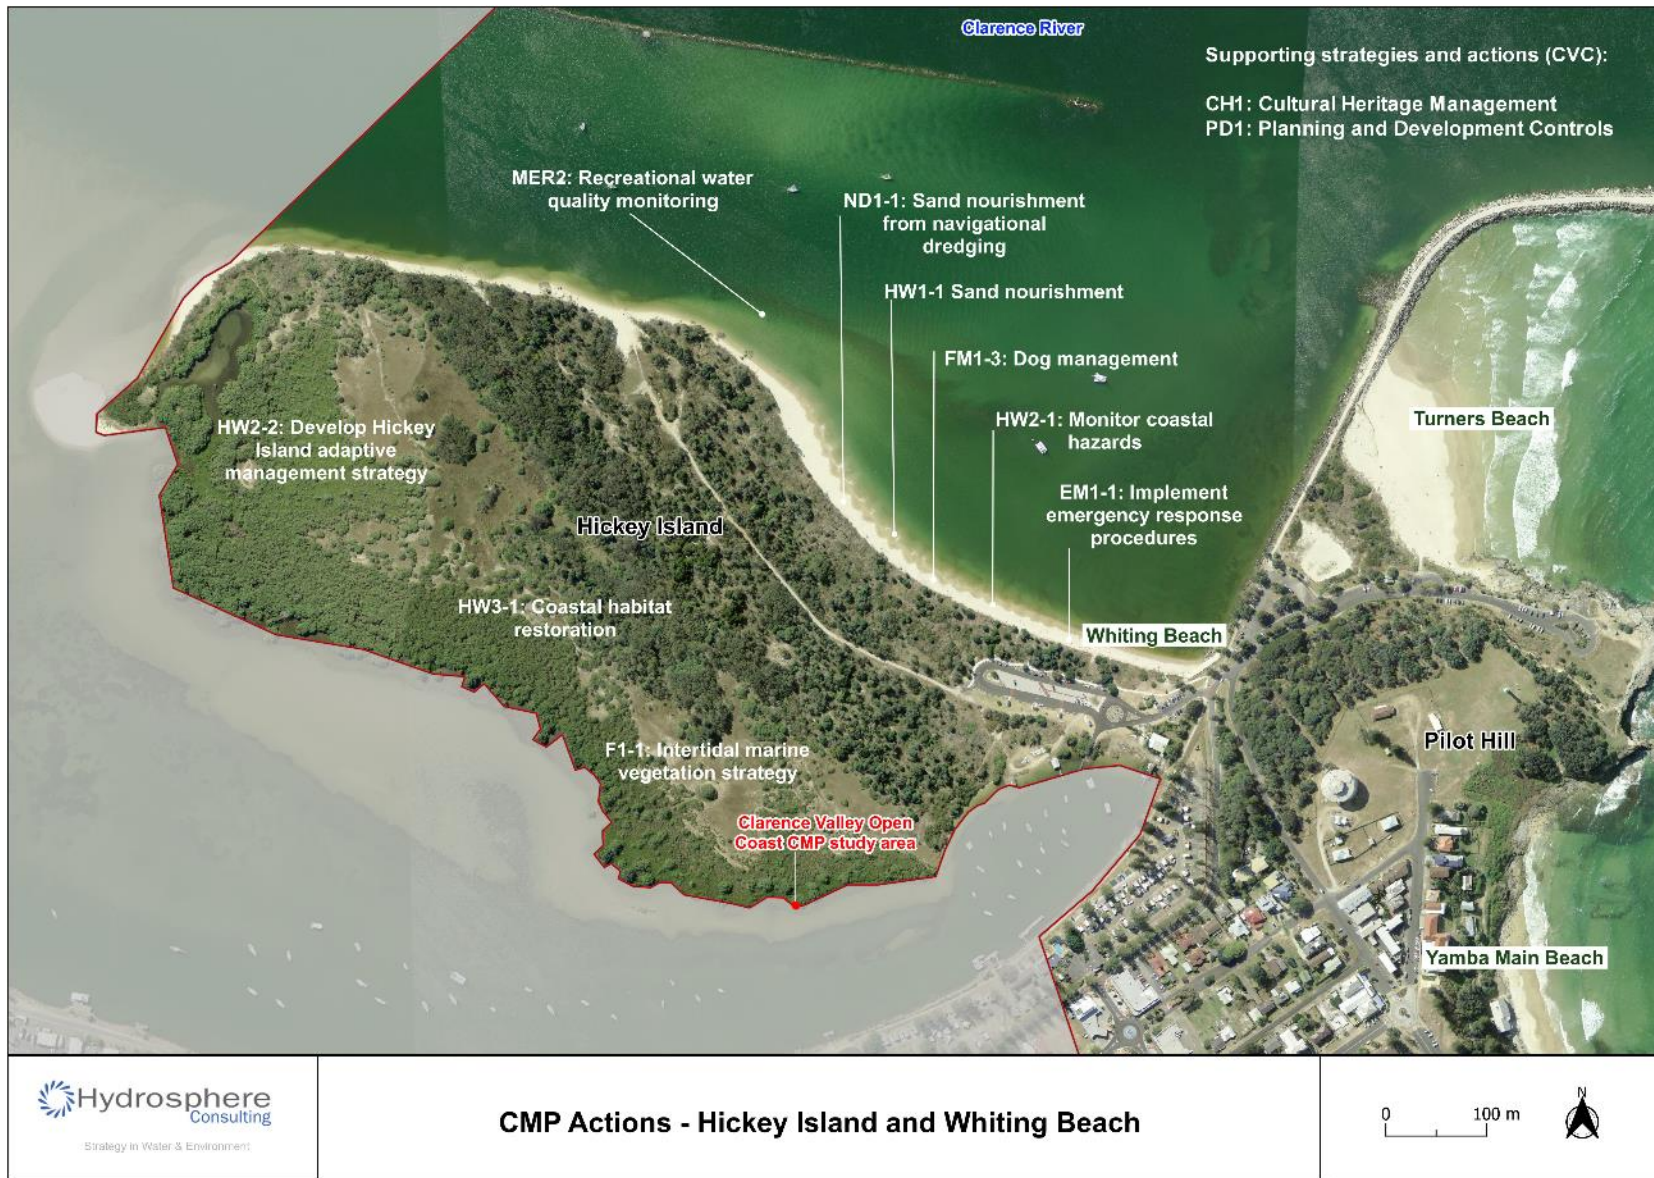 Clarence River
Supporting strategies and actions (CVC):
CH1: Cultural Heritage Management
PD1: Planning and Development Controls
MER2: Recreational water
quality monitoring
ND1-1: Sand nourishment
from navigational
dredging
HW1-1 Sand nourishment
FM1-3: Dog management
HW2-1: Monitor coastal
hazards
EM1-1: Implement
emergency response
procedures
Turners Beach
HW2-2: Develop Hickey
Island adaptive
management strategy
Hickey Island
HW3-1: Coastal habitat
restoration
Whiting Beach
F1-1: Intertidal marine
vegetation strategy
Pilot Hill
Clarence Valley Open
Coast CMP study area
Yamba Main Beach
Hydrosphere
Consulting
Strategy in Water & Environment
CMP Actions - Hickey Island and Whiting Beach
0 100 m
N